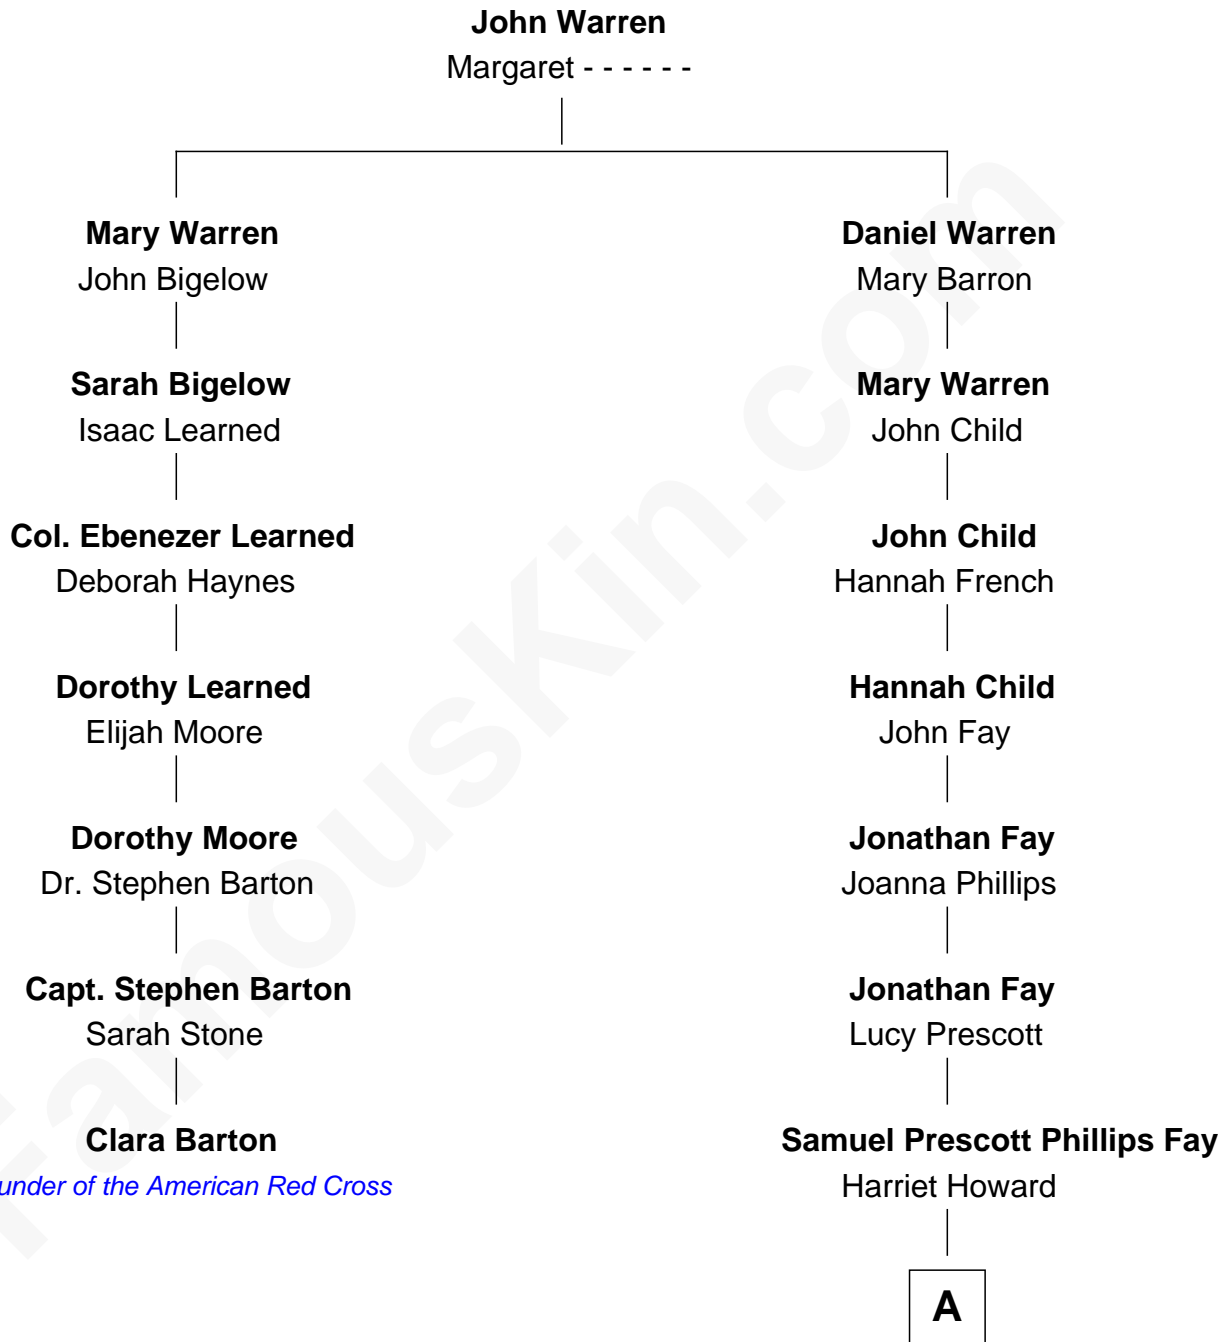 John Warren
Margaret - - - - - -
Mary Warren
John Bigelow
Daniel Warren
Mary Barron
Sarah Bigelow
Isaac Learned
Mary Warren
John Child
Col. Ebenezer Learned
Deborah Haynes
John Child
Hannah French
Dorothy Learned
Elijah Moore
Hannah Child
John Fay
Dorothy Moore
Dr. Stephen Barton
Jonathan Fay
Joanna Phillips
Capt. Stephen Barton
Sarah Stone
Jonathan Fay
Lucy Prescott
Clara Barton
under of the American Red Cross
Samuel Prescott Phillips Fay
Harriet Howard
A
FamousKin.com